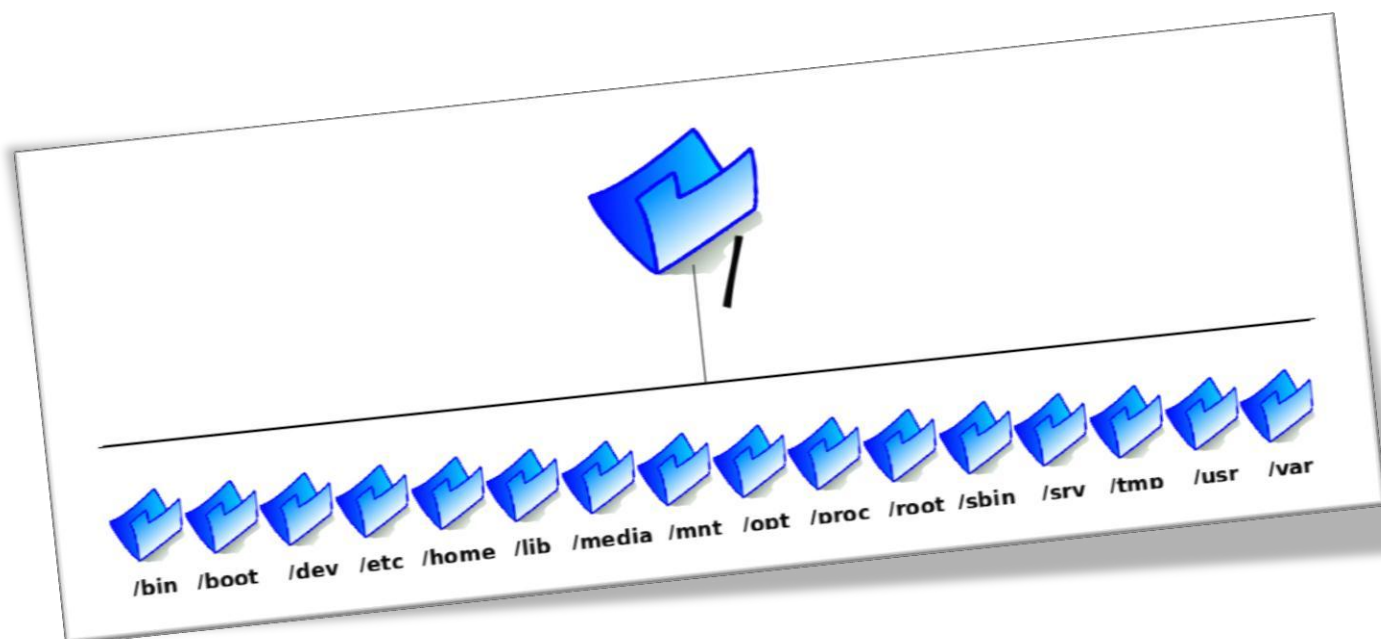 /
/bin /boot /dev /etc /home /lib /media /mnt /opt /proc /root /sbin /srv /tmp /usr /var